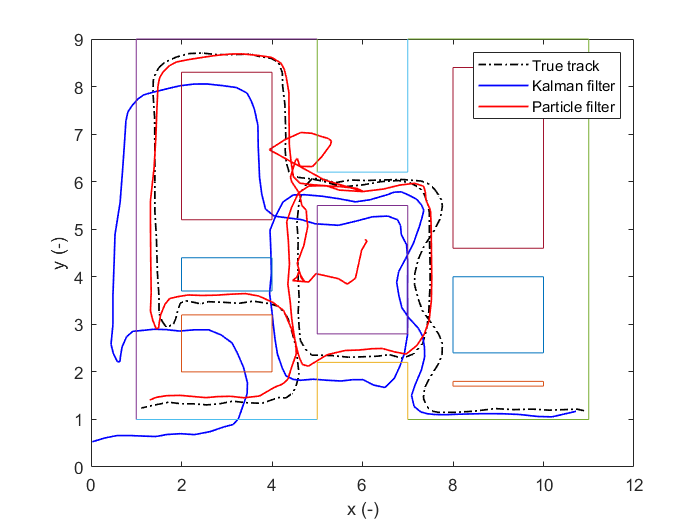 True track
Kalman filter
Particle filter
y (-)
9
8
7
6
5
4
3
2
1
0
0 2 4 6 8 10 12
x (-)